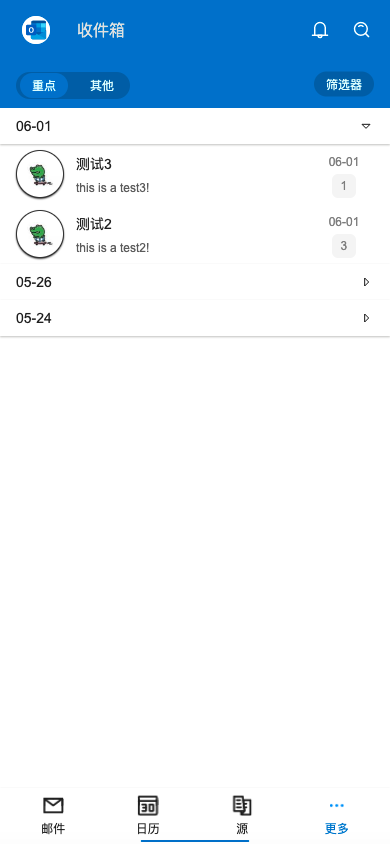 收件箱
重点 其他 筛选器
06-01
测试3 06-01
this is a test3! 1
测试2 06-01
this is a test2! 3
05-26
05-24
邮件 日历 源 更多